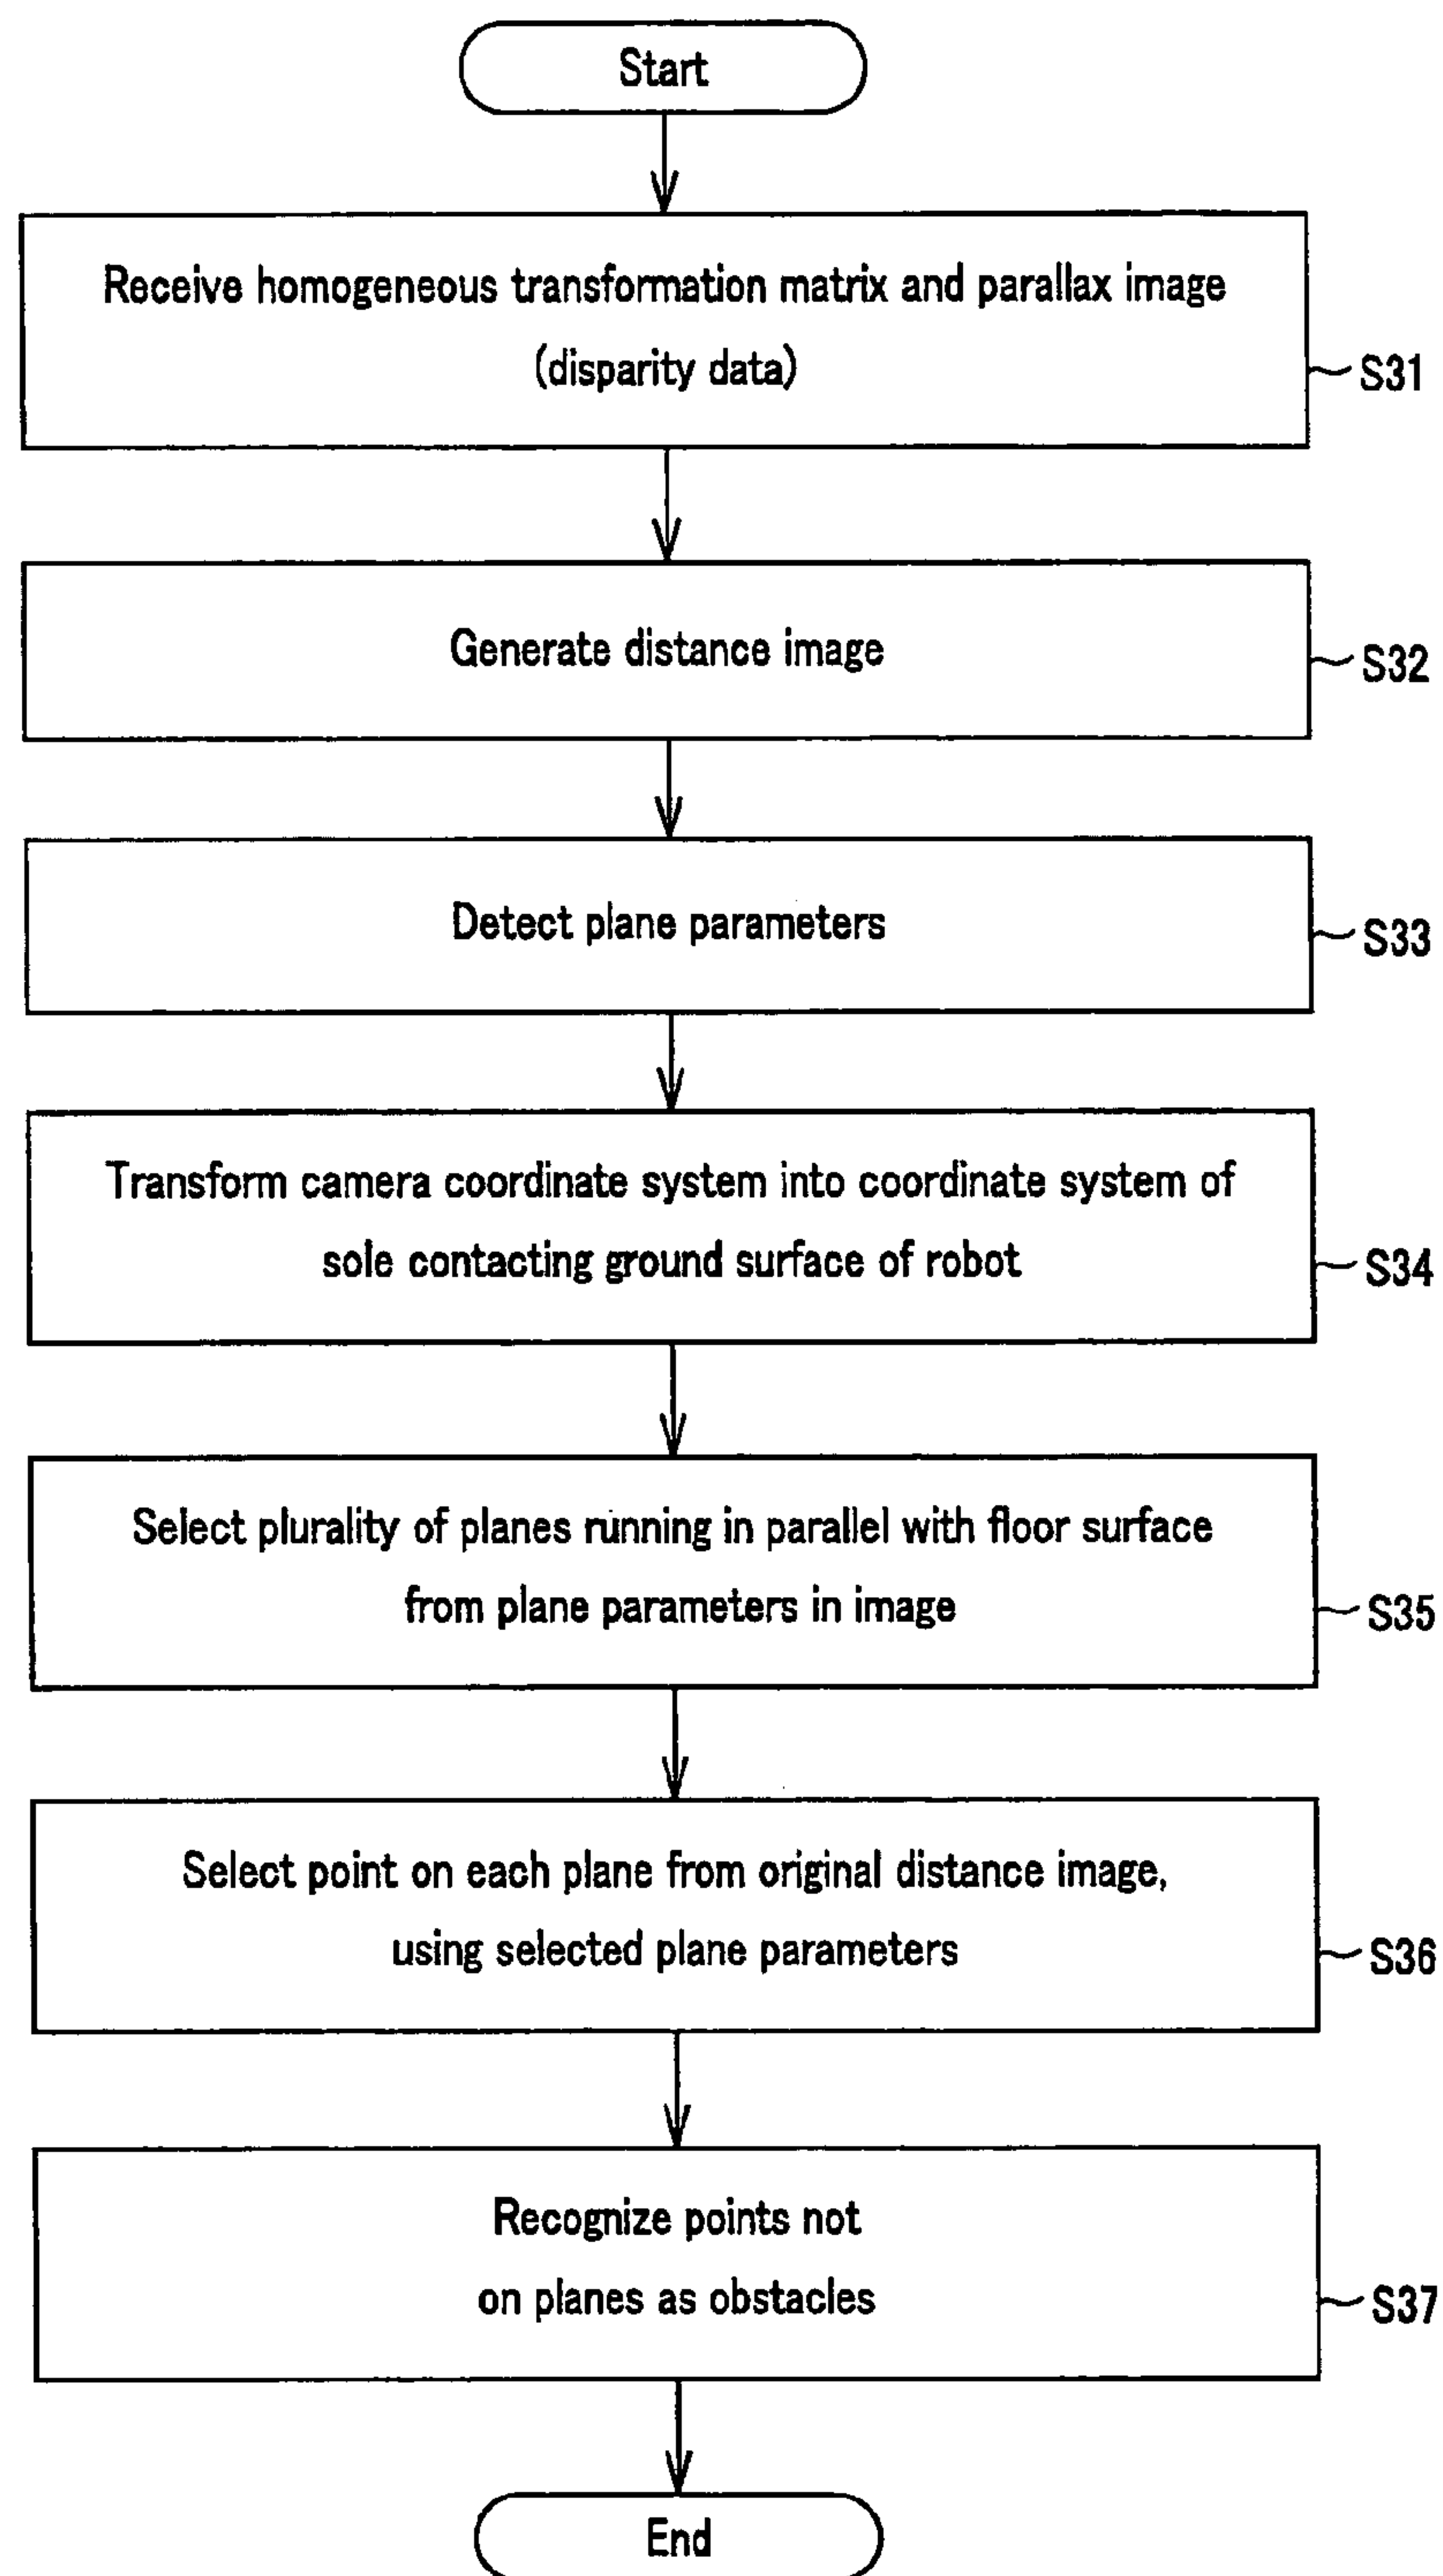 Start
Receive homogeneous transformation matrix and parallax image
(disparity data)
S31
Generate distance image
S32
Detect plane parameters
S33
Transform camera coordinate system into coordinate system of
sole contacting ground surface of robot
S34
Select plurality of planes running in parallel with floor surface
from plane parameters in image
S35
Select point on each plane from original distance image,
using selected plane parameters
S36
Recognize points not
on planes as obstacles
S37
End